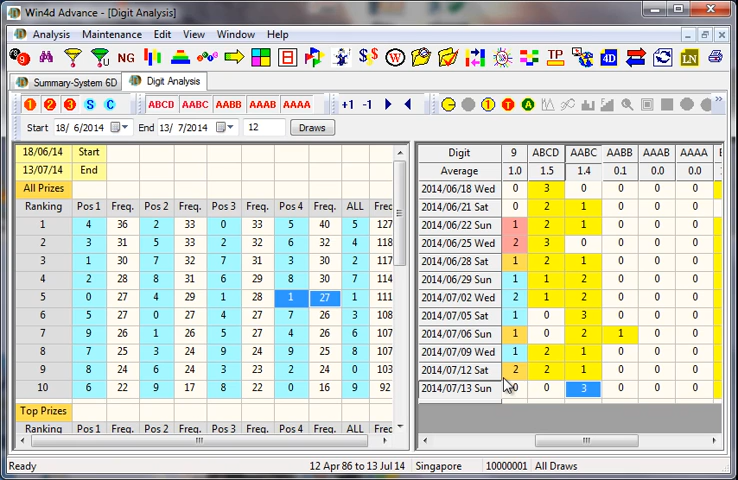 Win4d Advance - [Digit Analysis]
Analysis Maintenance Edit View Window Help
NG W TP 4D LN
Summary-System 6D Digit Analysis
1 2 3 S C ABCD AABC AABB AAAB AAAA +1 -1 1 T A
Start 18/ 6/2014 End 13/ 7/2014 12 Draws
18/06/14 Start
13/07/14 End
All Prizes
Ranking Pos 1 Freq. Pos 2 Freq. Pos 3 Freq. Pos 4 Freq. ALL Freq
1 4 36 2 33 0 33 5 40 5 127
2 3 31 5 33 2 32 6 32 4 118
3 1 30 7 32 7 31 3 30 2 117
4 2 28 8 31 6 29 8 30 7 114
5 0 27 4 29 1 28 1 27 1 111
6 5 27 0 27 4 28 7 26 3 108
7 9 26 1 27 5 27 4 26 6 108
8 7 25 3 24 9 24 9 25 8 107
9 8 24 6 23 3 23 2 24 0 103
10 6 22 9 17 8 22 0 16 9 92
Top Prizes
Ranking Pos 1 Freq. Pos 2 Freq. Pos 3 Freq. Pos 4 Freq. ALL Freq
Digit 9 ABCD AABC AABB AAAB AAAA
Average 1.0 1.5 1.4 0.1 0.0 0.0
2014/06/18 Wed 0 3 0 0 0 0
2014/06/21 Sat 0 2 1 0 0 0
2014/06/22 Sun 1 2 1 0 0 0
2014/06/25 Wed 2 3 0 0 0 0
2014/06/28 Sat 1 2 1 0 0 0
2014/06/29 Sun 1 2 1 0 0 0
2014/07/02 Wed 2 1 2 0 0 0
2014/07/05 Sat 1 0 3 0 0 0
2014/07/06 Sun 1 0 2 1 0 0
2014/07/09 Wed 1 2 1 0 0 0
2014/07/12 Sat 2 2 1 0 0 0
2014/07/13 Sun 0 0 3 0 0 0
Ready 12 Apr 86 to 13 Jul 14 Singapore 10000001 All Draws